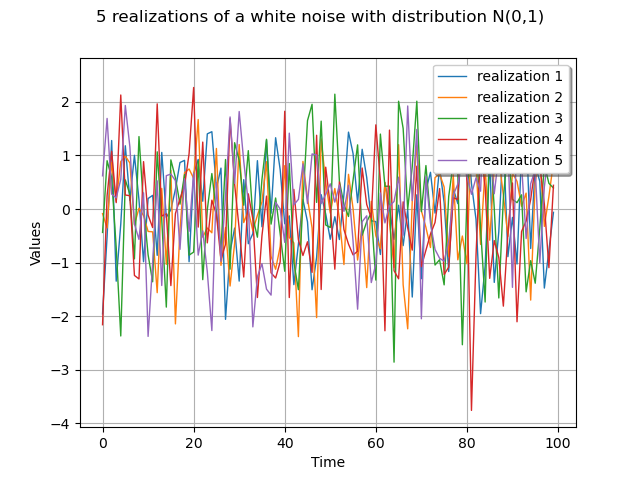 5 realizations of a white noise with distribution N(0,1)
realization 1
realization 2
realization 3
realization 4
realization 5
Values
2
1
0
−1
−2
−3
−4
0
20
40
60
80
100
Time